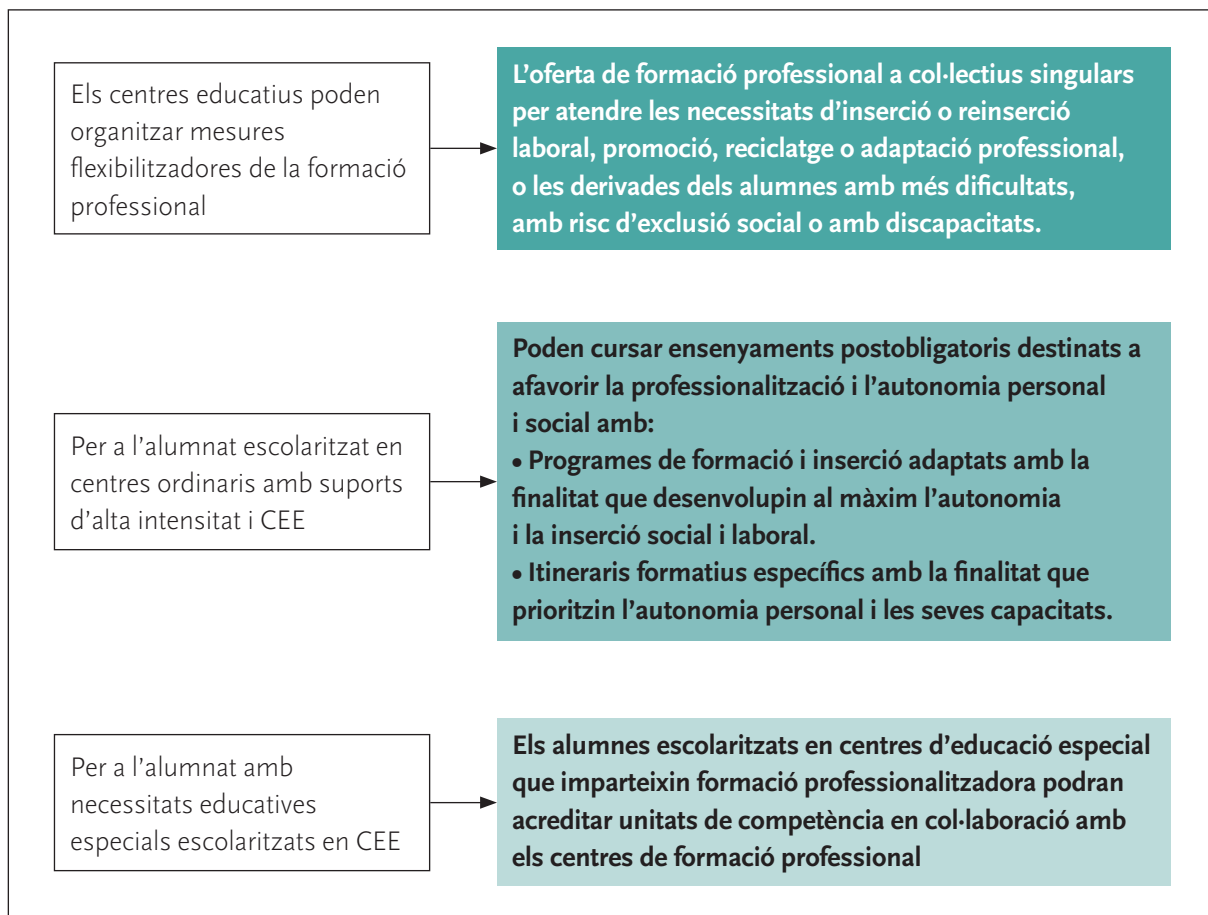 Els centres educatius poden
organitzar mesures
flexibilitzadores de la formació
professional
L'oferta de formació professional a col·lectius singulars
per atendre les necessitats d'inserció o reinserció
laboral, promoció, reciclatge o adaptació professional,
o les derivades dels alumnes amb més dificultats,
amb risc d'exclusió social o amb discapacitats.
Per a l'alumnat escolaritzat en
centres ordinaris amb suports
d'alta intensitat i CEE
Poden cursar ensenyaments postobligatoris destinats a
afavorir la professionalització i l'autonomia personal
i social amb:
• Programes de formació i inserció adaptats amb la
finalitat que desenvolupin al màxim l'autonomia
i la inserció social i laboral.
• Itineraris formatius específics amb la finalitat que
prioritzin l'autonomia personal i les seves capacitats.
Per a l'alumnat amb
necessitats educatives
especials escolaritzats en CEE
Els alumnes escolaritzats en centres d'educació especial
que imparteixin formació professionalitzadora podran
acreditar unitats de competència en col·laboració amb
els centres de formació professional